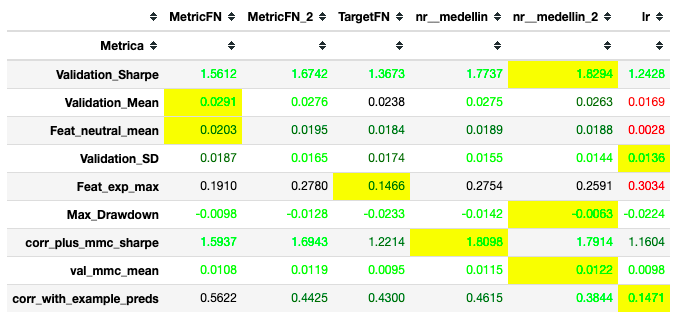 MetricFN MetricFN_2 TargetFN nr__medellin nr__medellin_2 lr
Metrica
Validation_Sharpe 1.5612 1.6742 1.3673 1.7737 1.8294 1.2428
Validation_Mean 0.0291 0.0276 0.0238 0.0275 0.0263 0.0169
Feat_neutral_mean 0.0203 0.0195 0.0184 0.0189 0.0188 0.0028
Validation_SD 0.0187 0.0165 0.0174 0.0155 0.0144 0.0136
Feat_exp_max 0.1910 0.2780 0.1466 0.2754 0.2591 0.3034
Max_Drawdown -0.0098 -0.0128 -0.0233 -0.0142 -0.0063 -0.0224
corr_plus_mmc_sharpe 1.5937 1.6943 1.2214 1.8098 1.7914 1.1604
val_mmc_mean 0.0108 0.0119 0.0095 0.0115 0.0122 0.0098
corr_with_example_preds 0.5622 0.4425 0.4300 0.4615 0.3844 0.1471